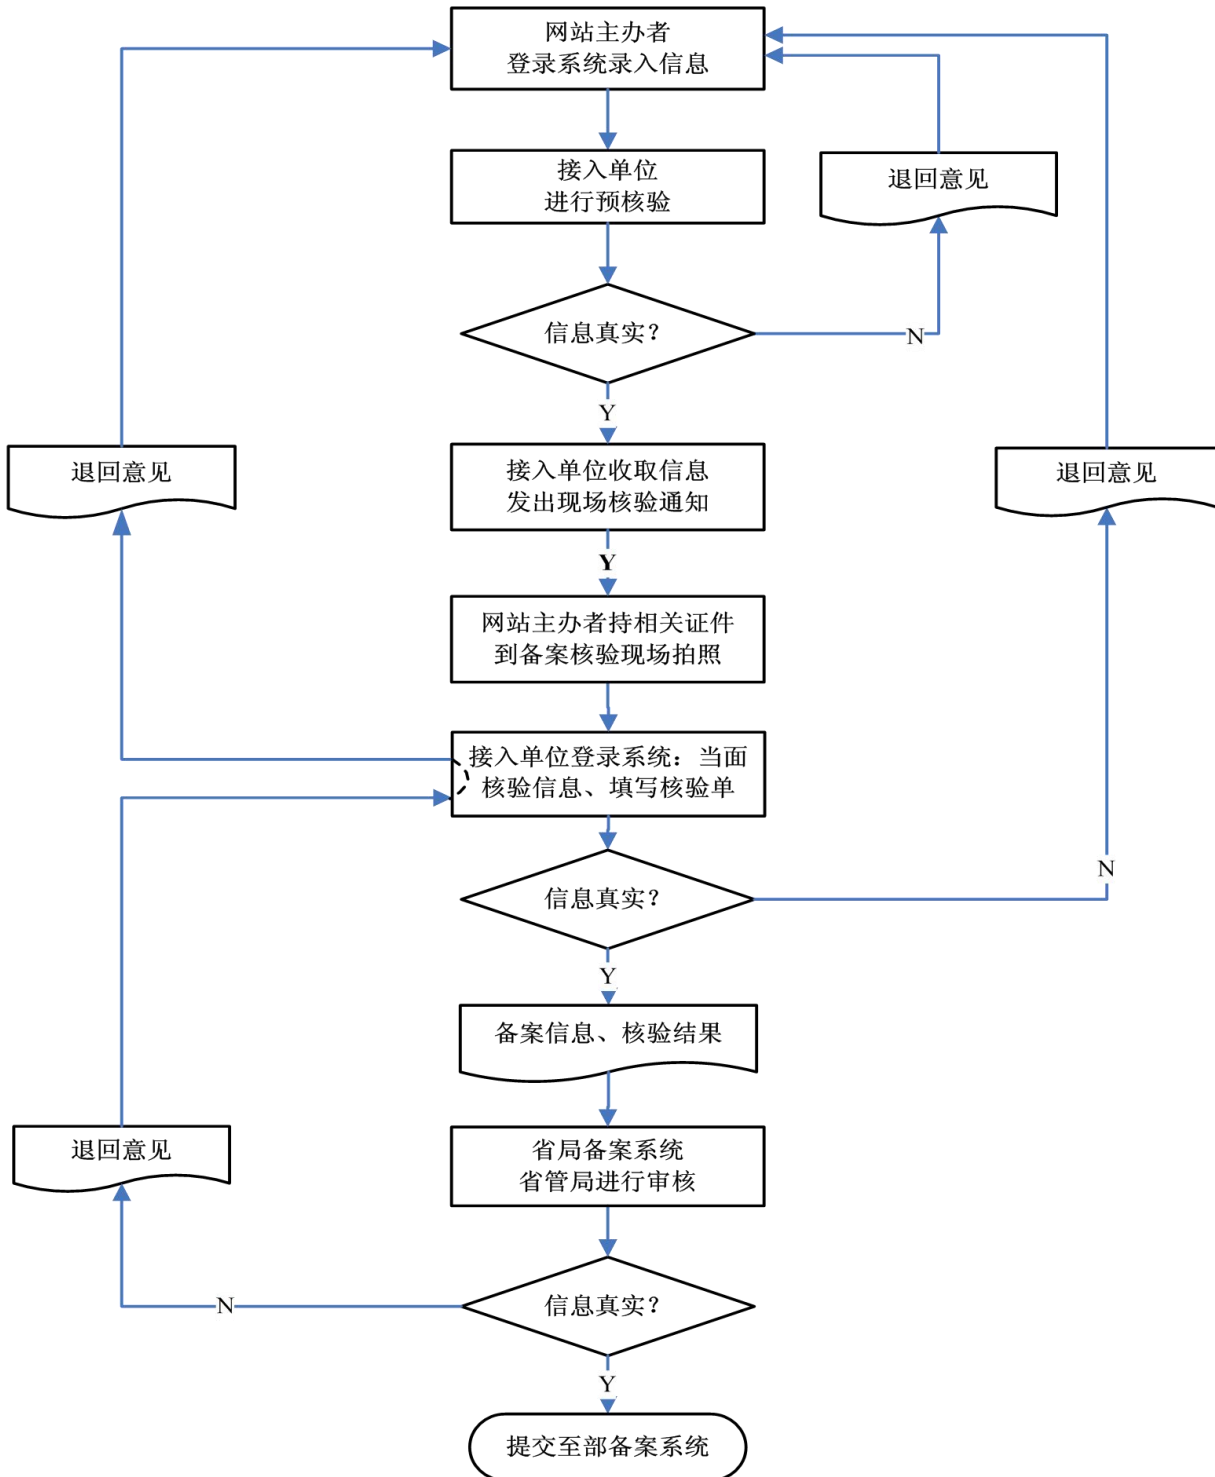 网站主办者
登录系统录入信息
接入单位
进行预核验
退回意见
信息真实？
N
Y
退回意见
接入单位收取信息
发出现场核验通知
退回意见
Y
网站主办者持相关证件
到备案核验现场拍照
接入单位登录系统：当面
核验信息、填写核验单
N
信息真实？
Y
备案信息、核验结果
退回意见
省局备案系统
省管局进行审核
N
信息真实？
Y
提交至部备案系统